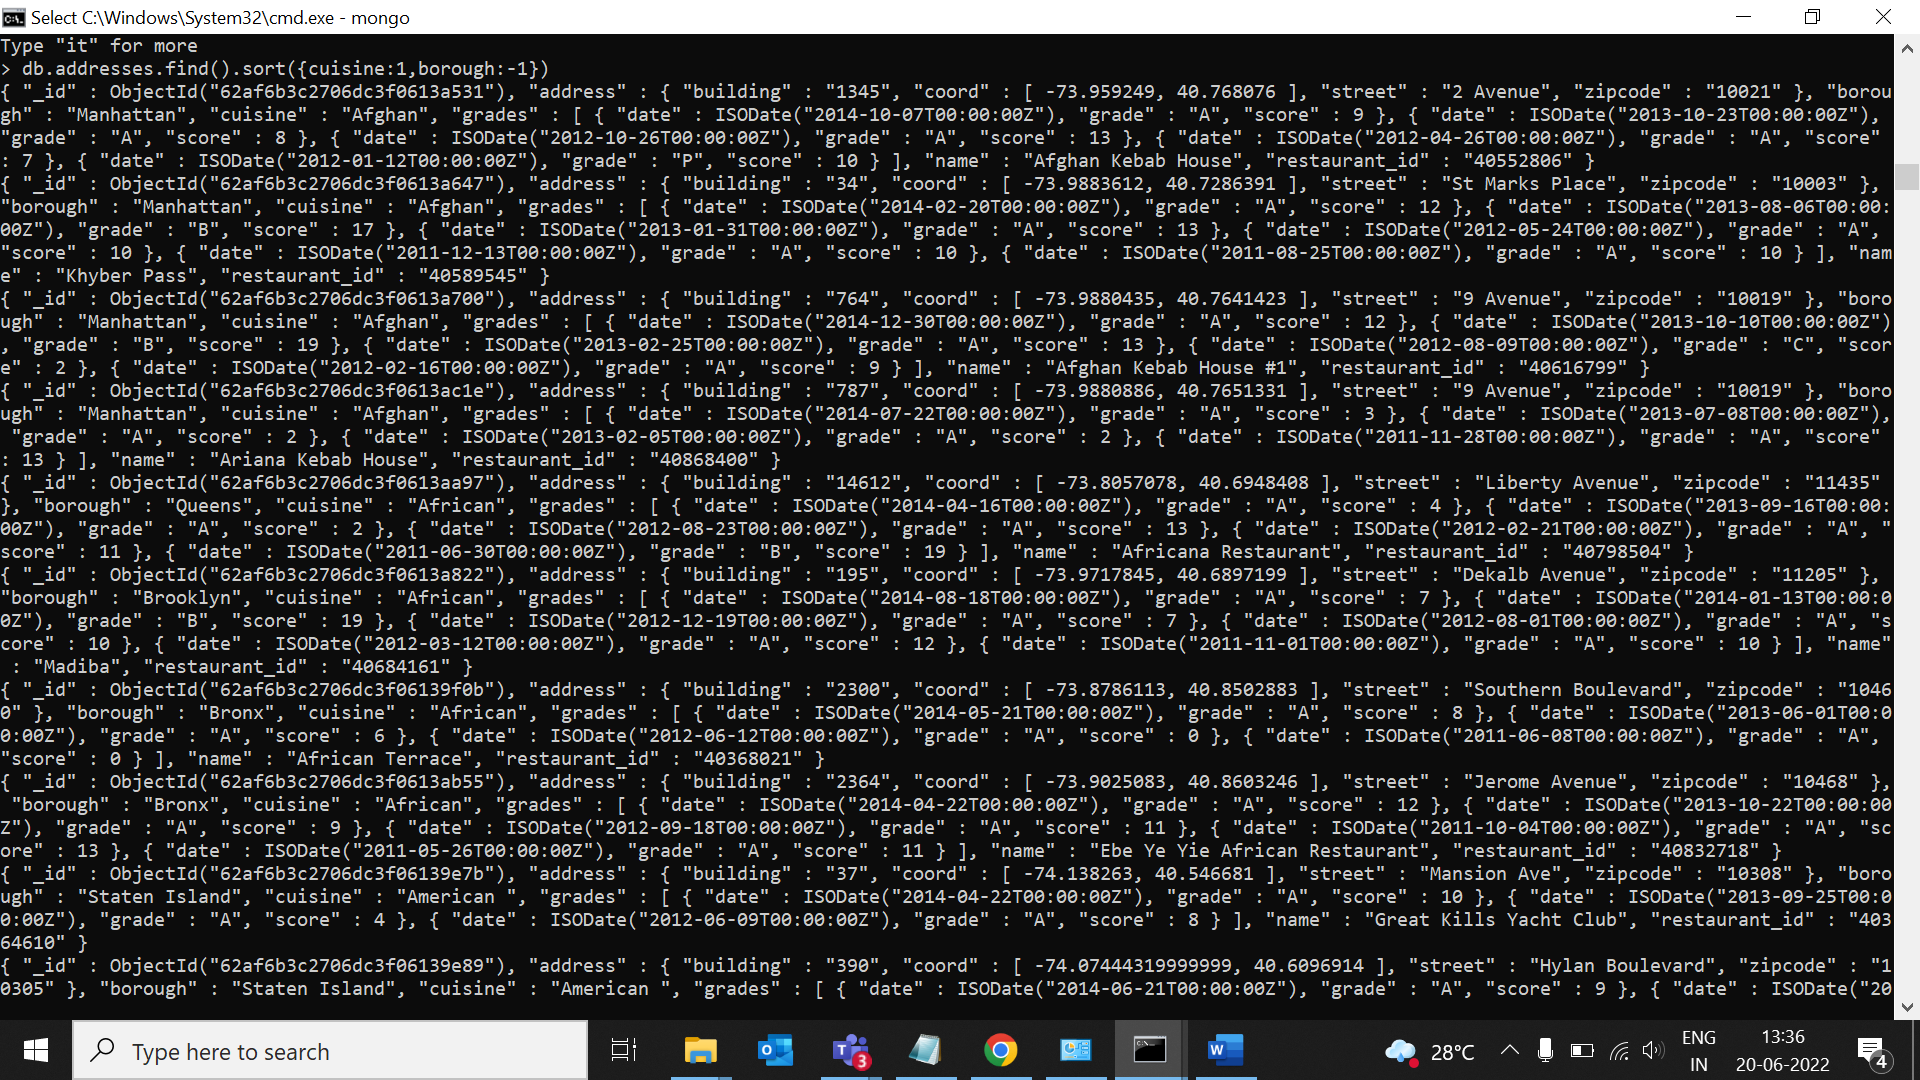 Select C:\Windows\System32\cmd.exe - mongo
Type "it" for more
> db.addresses.find().sort({cuisine:1,borough:-1})
{ "_id" : ObjectId("62af6b3c2706dc3f0613a531"), "address" : { "building" : "1345", "coord" : [ -73.959249, 40.768076 ], "street" : "2 Avenue", "zipcode" : "10021" }, "borou
gh" : "Manhattan", "cuisine" : "Afghan", "grades" : [ { "date" : ISODate("2014-10-07T00:00:00Z"), "grade" : "A", "score" : 9 }, { "date" : ISODate("2013-10-23T00:00:00Z"),
"grade" : "A", "score" : 8 }, { "date" : ISODate("2012-10-26T00:00:00Z"), "grade" : "A", "score" : 13 }, { "date" : ISODate("2012-04-26T00:00:00Z"), "grade" : "A", "score"
: 7 }, { "date" : ISODate("2012-01-12T00:00:00Z"), "grade" : "P", "score" : 10 } ], "name" : "Afghan Kebab House", "restaurant_id" : "40552806" }
{ "_id" : ObjectId("62af6b3c2706dc3f0613a647"), "address" : { "building" : "34", "coord" : [ -73.9883612, 40.7286391 ], "street" : "St Marks Place", "zipcode" : "10003" },
"borough" : "Manhattan", "cuisine" : "Afghan", "grades" : [ { "date" : ISODate("2014-02-20T00:00:00Z"), "grade" : "A", "score" : 12 }, { "date" : ISODate("2013-08-06T00:00:
00Z"), "grade" : "B", "score" : 17 }, { "date" : ISODate("2013-01-31T00:00:00Z"), "grade" : "A", "score" : 13 }, { "date" : ISODate("2012-05-24T00:00:00Z"), "grade" : "A",
"score" : 10 }, { "date" : ISODate("2011-12-13T00:00:00Z"), "grade" : "A", "score" : 10 }, { "date" : ISODate("2011-08-25T00:00:00Z"), "grade" : "A", "score" : 10 } ], "nam
e" : "Khyber Pass", "restaurant_id" : "40589545" }
{ "_id" : ObjectId("62af6b3c2706dc3f0613a700"), "address" : { "building" : "764", "coord" : [ -73.9880435, 40.7641423 ], "street" : "9 Avenue", "zipcode" : "10019" }, "boro
ugh" : "Manhattan", "cuisine" : "Afghan", "grades" : [ { "date" : ISODate("2014-12-30T00:00:00Z"), "grade" : "A", "score" : 12 }, { "date" : ISODate("2013-10-10T00:00:00Z")
, "grade" : "B", "score" : 19 }, { "date" : ISODate("2013-02-25T00:00:00Z"), "grade" : "A", "score" : 13 }, { "date" : ISODate("2012-08-09T00:00:00Z"), "grade" : "C", "scor
e" : 2 }, { "date" : ISODate("2012-02-16T00:00:00Z"), "grade" : "A", "score" : 9 } ], "name" : "Afghan Kebab House #1", "restaurant_id" : "40616799" }
{ "_id" : ObjectId("62af6b3c2706dc3f0613ac1e"), "address" : { "building" : "787", "coord" : [ -73.9880886, 40.7651331 ], "street" : "9 Avenue", "zipcode" : "10019" }, "boro
ugh" : "Manhattan", "cuisine" : "Afghan", "grades" : [ { "date" : ISODate("2014-07-22T00:00:00Z"), "grade" : "A", "score" : 3 }, { "date" : ISODate("2013-07-08T00:00:00Z"),
"grade" : "A", "score" : 2 }, { "date" : ISODate("2013-02-05T00:00:00Z"), "grade" : "A", "score" : 2 }, { "date" : ISODate("2011-11-28T00:00:00Z"), "grade" : "A", "score"
: 13 } ], "name" : "Ariana Kebab House", "restaurant_id" : "40868400" }
{ "_id" : ObjectId("62af6b3c2706dc3f0613aa97"), "address" : { "building" : "14612", "coord" : [ -73.8057078, 40.6948408 ], "street" : "Liberty Avenue", "zipcode" : "11435"
}, "borough" : "Queens", "cuisine" : "African", "grades" : [ { "date" : ISODate("2014-04-16T00:00:00Z"), "grade" : "A", "score" : 4 }, { "date" : ISODate("2013-09-16T00:00:
00Z"), "grade" : "A", "score" : 2 }, { "date" : ISODate("2012-08-23T00:00:00Z"), "grade" : "A", "score" : 13 }, { "date" : ISODate("2012-02-21T00:00:00Z"), "grade" : "A", "
score" : 11 }, { "date" : ISODate("2011-06-30T00:00:00Z"), "grade" : "B", "score" : 19 } ], "name" : "Africana Restaurant", "restaurant_id" : "40798504" }
{ "_id" : ObjectId("62af6b3c2706dc3f0613a822"), "address" : { "building" : "195", "coord" : [ -73.9717845, 40.6897199 ], "street" : "Dekalb Avenue", "zipcode" : "11205" },
"borough" : "Brooklyn", "cuisine" : "African", "grades" : [ { "date" : ISODate("2014-08-18T00:00:00Z"), "grade" : "A", "score" : 7 }, { "date" : ISODate("2014-01-13T00:00:0
0Z"), "grade" : "B", "score" : 19 }, { "date" : ISODate("2012-12-19T00:00:00Z"), "grade" : "A", "score" : 7 }, { "date" : ISODate("2012-08-01T00:00:00Z"), "grade" : "A", "s
core" : 10 }, { "date" : ISODate("2012-03-12T00:00:00Z"), "grade" : "A", "score" : 12 }, { "date" : ISODate("2011-11-01T00:00:00Z"), "grade" : "A", "score" : 10 } ], "name"
: "Madiba", "restaurant_id" : "40684161" }
{ "_id" : ObjectId("62af6b3c2706dc3f06139f0b"), "address" : { "building" : "2300", "coord" : [ -73.8786113, 40.8502883 ], "street" : "Southern Boulevard", "zipcode" : "1046
0" }, "borough" : "Bronx", "cuisine" : "African", "grades" : [ { "date" : ISODate("2014-05-21T00:00:00Z"), "grade" : "A", "score" : 8 }, { "date" : ISODate("2013-06-01T00:0
0:00Z"), "grade" : "A", "score" : 6 }, { "date" : ISODate("2012-06-12T00:00:00Z"), "grade" : "A", "score" : 0 }, { "date" : ISODate("2011-06-08T00:00:00Z"), "grade" : "A",
"score" : 0 } ], "name" : "African Terrace", "restaurant_id" : "40368021" }
{ "_id" : ObjectId("62af6b3c2706dc3f0613ab55"), "address" : { "building" : "2364", "coord" : [ -73.9025083, 40.8603246 ], "street" : "Jerome Avenue", "zipcode" : "10468" },
"borough" : "Bronx", "cuisine" : "African", "grades" : [ { "date" : ISODate("2014-04-22T00:00:00Z"), "grade" : "A", "score" : 12 }, { "date" : ISODate("2013-10-22T00:00:00
Z"), "grade" : "A", "score" : 9 }, { "date" : ISODate("2012-09-18T00:00:00Z"), "grade" : "A", "score" : 11 }, { "date" : ISODate("2011-10-04T00:00:00Z"), "grade" : "A", "sc
ore" : 13 }, { "date" : ISODate("2011-05-26T00:00:00Z"), "grade" : "A", "score" : 11 } ], "name" : "Ebe Ye Yie African Restaurant", "restaurant_id" : "40832718" }
{ "_id" : ObjectId("62af6b3c2706dc3f06139e7b"), "address" : { "building" : "37", "coord" : [ -74.138263, 40.546681 ], "street" : "Mansion Ave", "zipcode" : "10308" }, "boro
ugh" : "Staten Island", "cuisine" : "American ", "grades" : [ { "date" : ISODate("2014-04-22T00:00:00Z"), "grade" : "A", "score" : 10 }, { "date" : ISODate("2013-09-25T00:0
0:00Z"), "grade" : "A", "score" : 4 }, { "date" : ISODate("2012-06-09T00:00:00Z"), "grade" : "A", "score" : 8 } ], "name" : "Great Kills Yacht Club", "restaurant_id" : "403
64610" }
{ "_id" : ObjectId("62af6b3c2706dc3f06139e89"), "address" : { "building" : "390", "coord" : [ -74.07444319999999, 40.6096914 ], "street" : "Hylan Boulevard", "zipcode" : "1
0305" }, "borough" : "Staten Island", "cuisine" : "American ", "grades" : [ { "date" : ISODate("2014-06-21T00:00:00Z"), "grade" : "A", "score" : 9 }, { "date" : ISODate("20
Type here to search
3
28°C
ENG
IN
13:36
20-06-2022
4